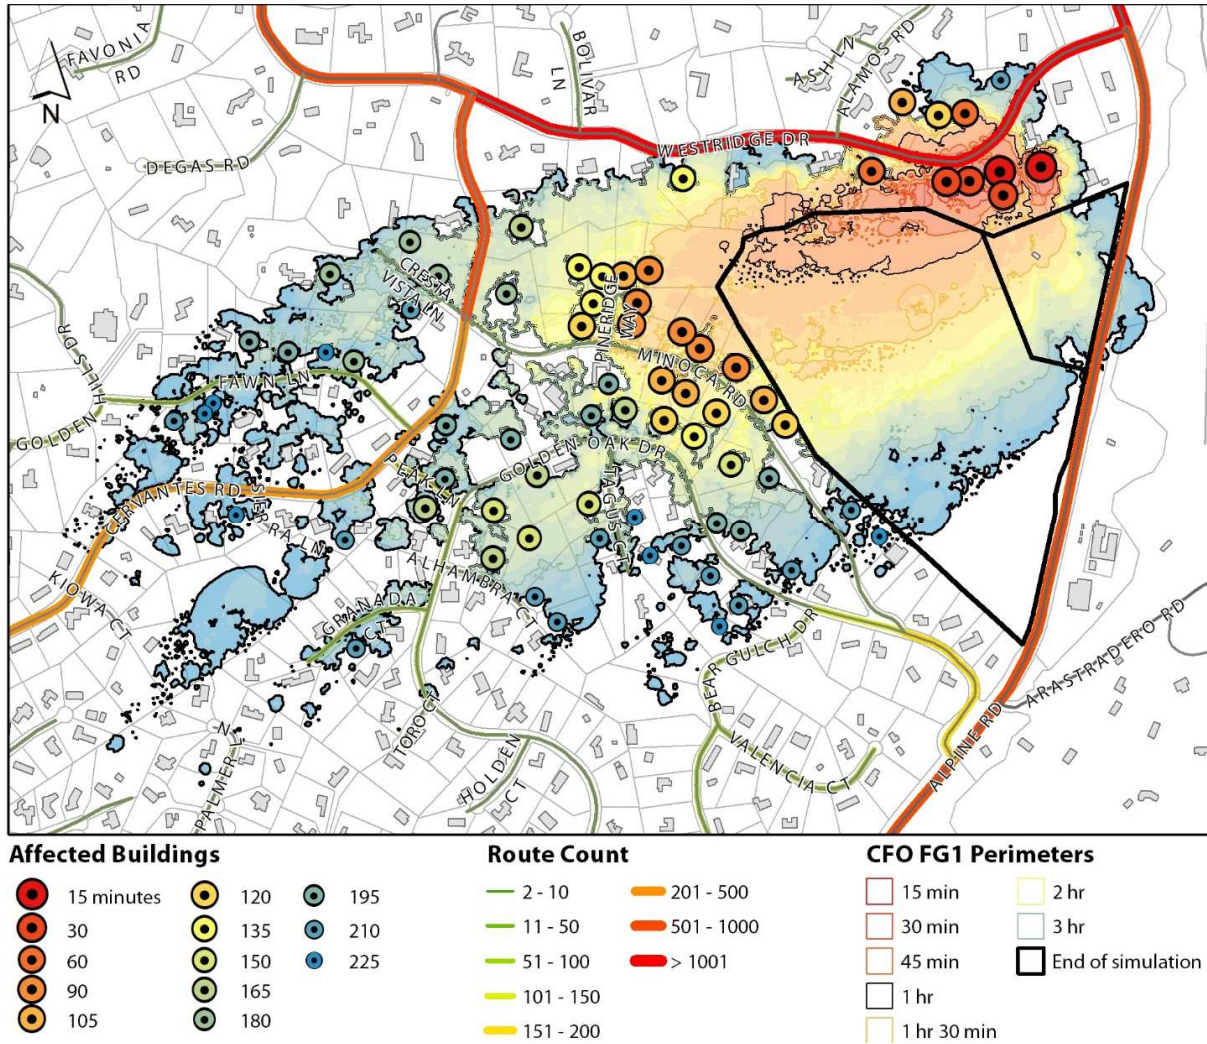 FAVONIA
RD
N
BOLIVAR
LN
ASH LN
ALAMOS RD
DEGAS RD
WESTRIDGE DR
CRESTA
VISTA LN
PINERIDGE
WAY
MINOCA RD
GOLDEN HILLS DR
FAWN LN
GOLDEN OAK DR
PEAK LN
TAGUS CT
CERVANTES RD
SIERRA LN
KIOWA CT
ALHAMBRA CT
GRANADA
CT
BEAR GULCH DR
ARASTRADERO RD
ALPINE RD
TORO CT
HOLDEN
CT
VALENCIA CT
PALMER LN
Affected Buildings
15 minutes
30
60
90
105
120
135
150
165
180
195
210
225
Route Count
2 - 10
11 - 50
51 - 100
101 - 150
151 - 200
201 - 500
501 - 1000
> 1001
CFO FG1 Perimeters
15 min
30 min
45 min
1 hr
1 hr 30 min
2 hr
3 hr
End of simulation